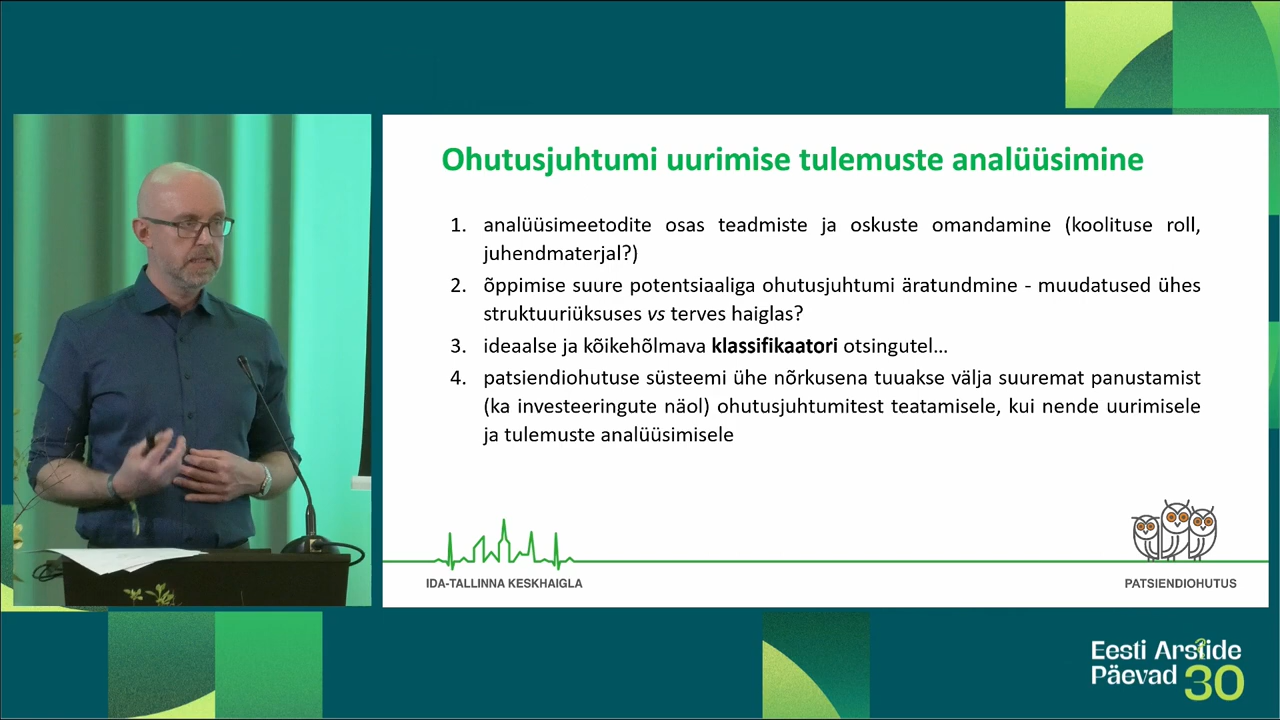 Ohutusjuhtumi uurimise tulemuste analüüsimine
1. analüüsimeetodite osas teadmiste ja oskuste omandamine (koolituse roll,
juhendmaterjal?)
2. õppimise suure potentsiaaliga ohutusjuhtumi äratundmine - muudatused ühes
struktuuriüksuses vs terves haiglas?
3. ideaalse ja kõikehõlmava klassifikaatori otsingutel...
4. patsiendiohutuse süsteemi ühe nõrkusena tuuakse välja suuremat panustamist
(ka investeeringute näol) ohutusjuhtumitest teatamisele, kui nende uurimisele
ja tulemuste analüüsimisele
IDA-TALLINNA KESKHAIGLA
PATSIENDIOHUTUS
Eesti Arstide
Päevad 30